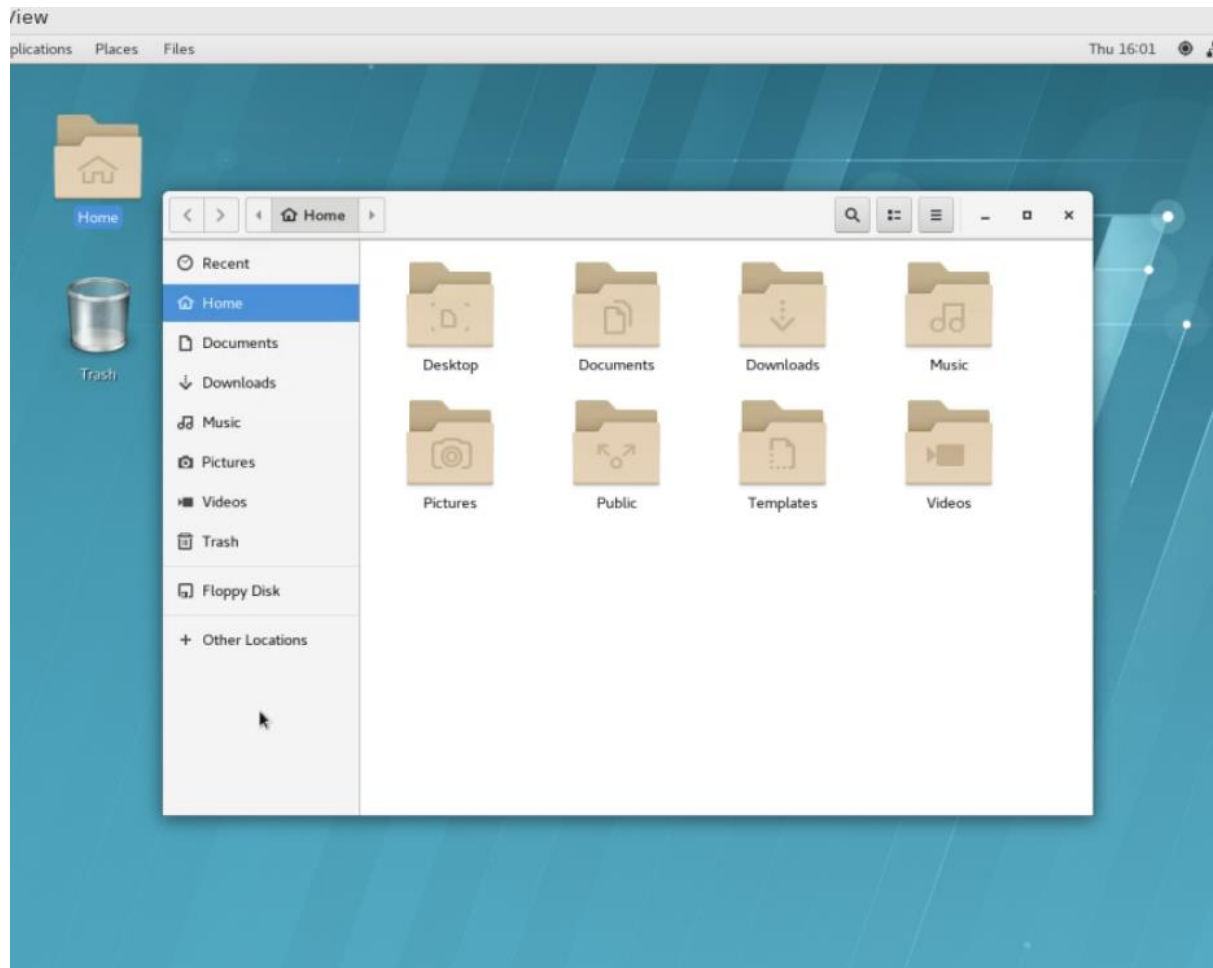 View
plications Places Files Thu 16:01
Home
Trash
Home
Recent
Home
Documents
Downloads
Music
Pictures
Videos
Trash
Floppy Disk
Other Locations
Desktop Documents Downloads Music
Pictures Public Templates Videos